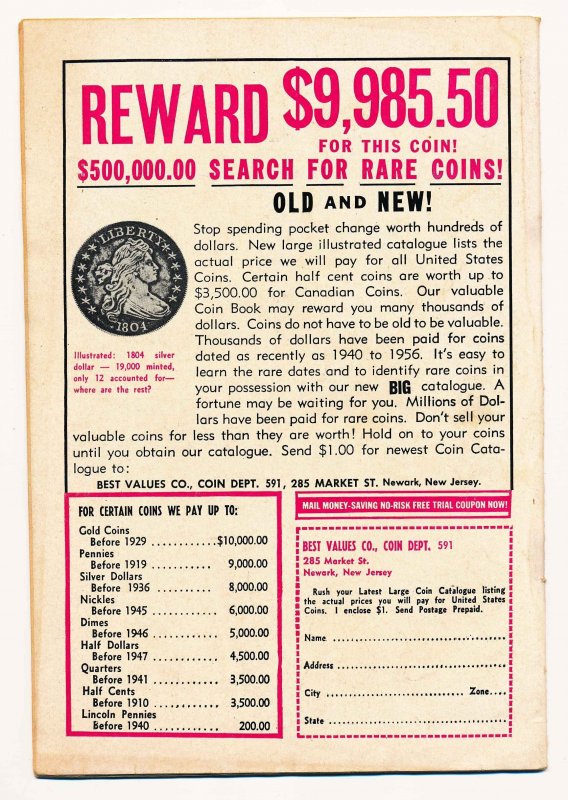 REWARD $9,985.50
FOR THIS COIN!
$500,000.00 SEARCH FOR RARE COINS!
OLD AND NEW!
LIBERTY
1804
Illustrated: 1804 silver
dollar — 19,000 minted,
only 12 accounted for—
where are the rest?
Stop spending pocket change worth hundreds of
dollars. New large illustrated catalogue lists the
actual price we will pay for all United States
Coins. Certain half cent coins are worth up to
$3,500.00 for Canadian Coins. Our valuable
Coin Book may reward you many thousands of
dollars. Coins do not have to be old to be valuable.
Thousands of dollars have been paid for coins
dated as recently as 1940 to 1956. It's easy to
learn the rare dates and to identify rare coins in
your possession with our new BIG catalogue. A
fortune may be waiting for you. Millions of Dol-
lars have been paid for rare coins. Don't sell your
valuable coins for less than they are worth! Hold on to your coins
until you obtain our catalogue. Send $1.00 for newest Coin Cata-
logue to:
BEST VALUES CO., COIN DEPT. 591, 285 MARKET ST. Newark, New Jersey.
FOR CERTAIN COINS WE PAY UP TO:
Gold Coins
Before 1929 ............$10,000.00
Pennies
Before 1919 ............ 9,000.00
Silver Dollars
Before 1936 ............ 8,000.00
Nickles
Before 1945 ............ 6,000.00
Dimes
Before 1946 ............ 5,000.00
Half Dollars
Before 1947 ............ 4,500.00
Quarters
Before 1941 ............ 3,500.00
Half Cents
Before 1910 ............ 3,500.00
Lincoln Pennies
Before 1940 ............ 200.00
MAIL MONEY-SAVING NO-RISK FREE TRIAL COUPON NOW!
BEST VALUES CO., COIN DEPT. 591
285 Market St.
Newark, New Jersey
Rush your Latest Large Coin Catalogue listing
the actual prices you will pay for United States
Coins. I enclose $1. Send Postage Prepaid.
Name ........................................
Address ........................................
City ........................................ Zone....
State ........................................